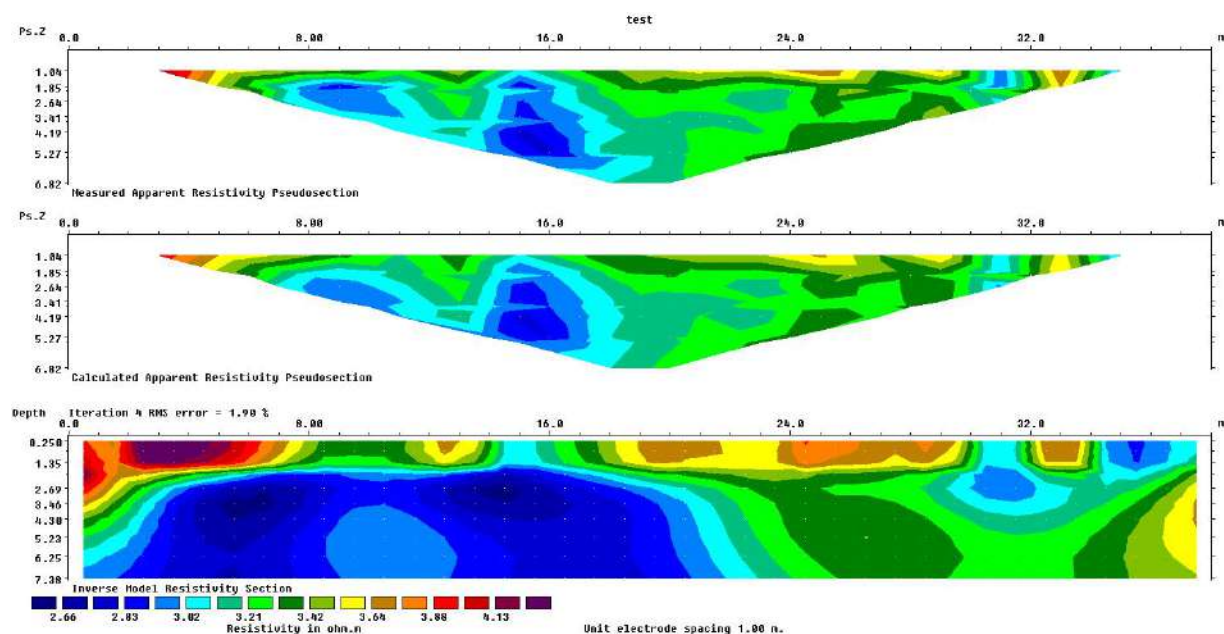 test
Ps.Z 0.0 8.00 16.0 24.0 32.0 m
1.04
1.85
2.64
3.41
4.19
5.27
6.82
Measured Apparent Resistivity Pseudosection
Ps.Z 0.0 8.00 16.0 24.0 32.0 m
1.04
1.85
2.64
3.41
4.19
5.27
6.82
Calculated Apparent Resistivity Pseudosection
Depth Iteration 4 RMS error = 1.90 %
0.0 8.00 16.0 24.0 32.0 m
0.250
1.85
2.69
3.46
4.30
5.23
6.25
7.38
Inverse Model Resistivity Section
2.66 2.83 3.02 3.21 3.42 3.64 3.88 4.13
Resistivity in ohm.m Unit electrode spacing 1.00 m.